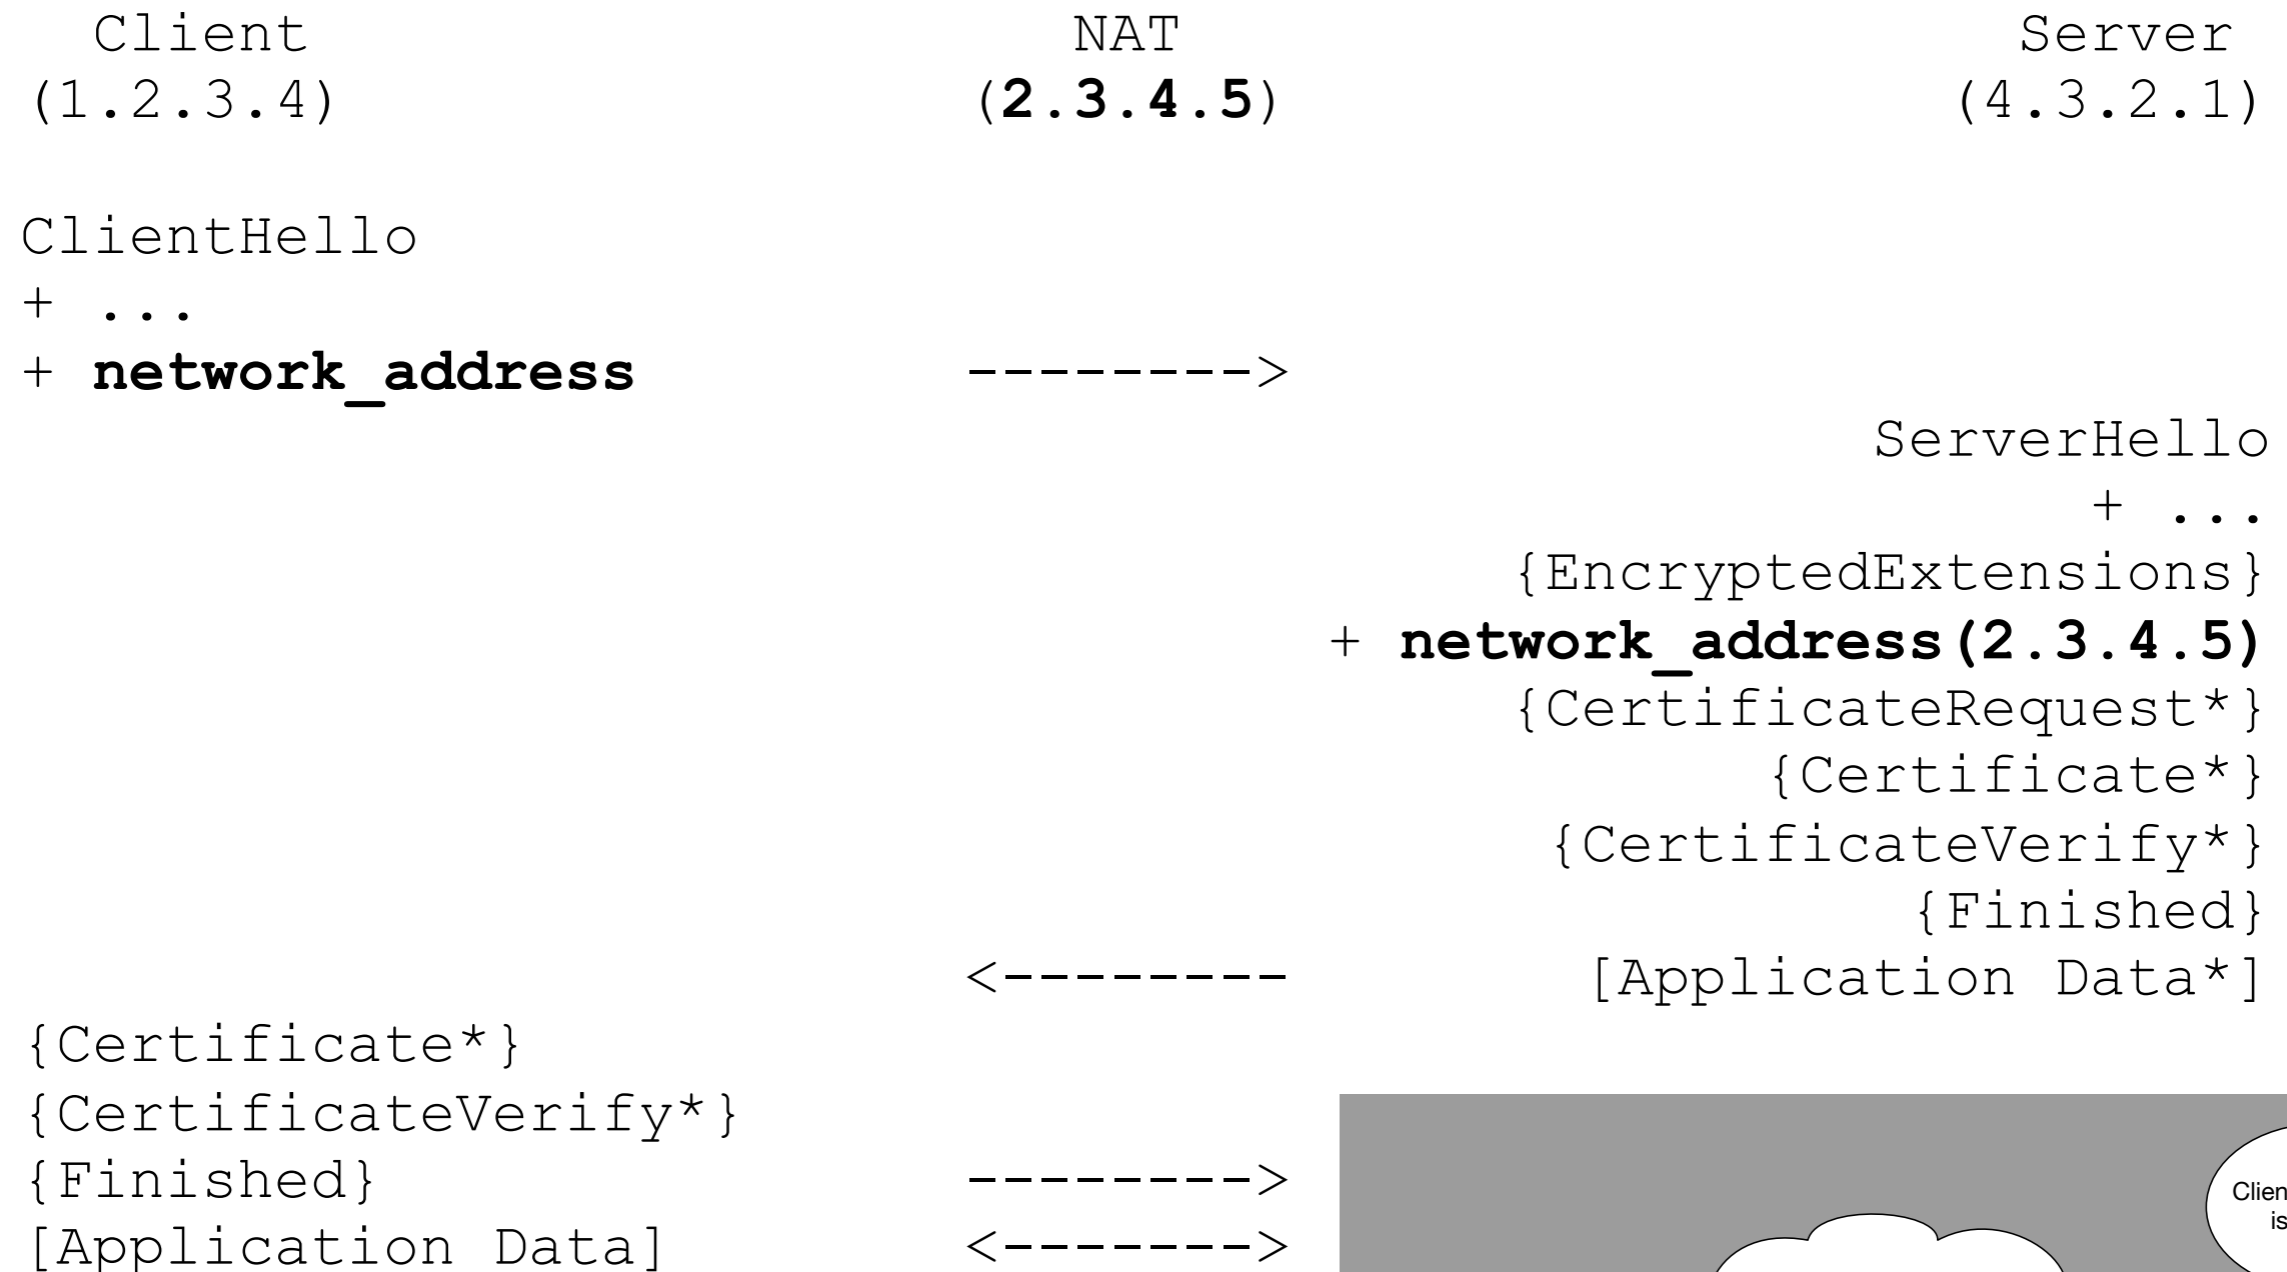 Client NAT Server
(1.2.3.4) (2.3.4.5) (4.3.2.1)
ClientHello
+ ...
+ network_address -------->
ServerHello
+ ...
{EncryptedExtensions}
+ network_address(2.3.4.5)
{CertificateRequest*}
{Certificate*}
{CertificateVerify*}
{Finished}
<-------- [Application Data*]
{Certificate*}
{CertificateVerify*}
{Finished} -------->
[Application Data] <------->
is